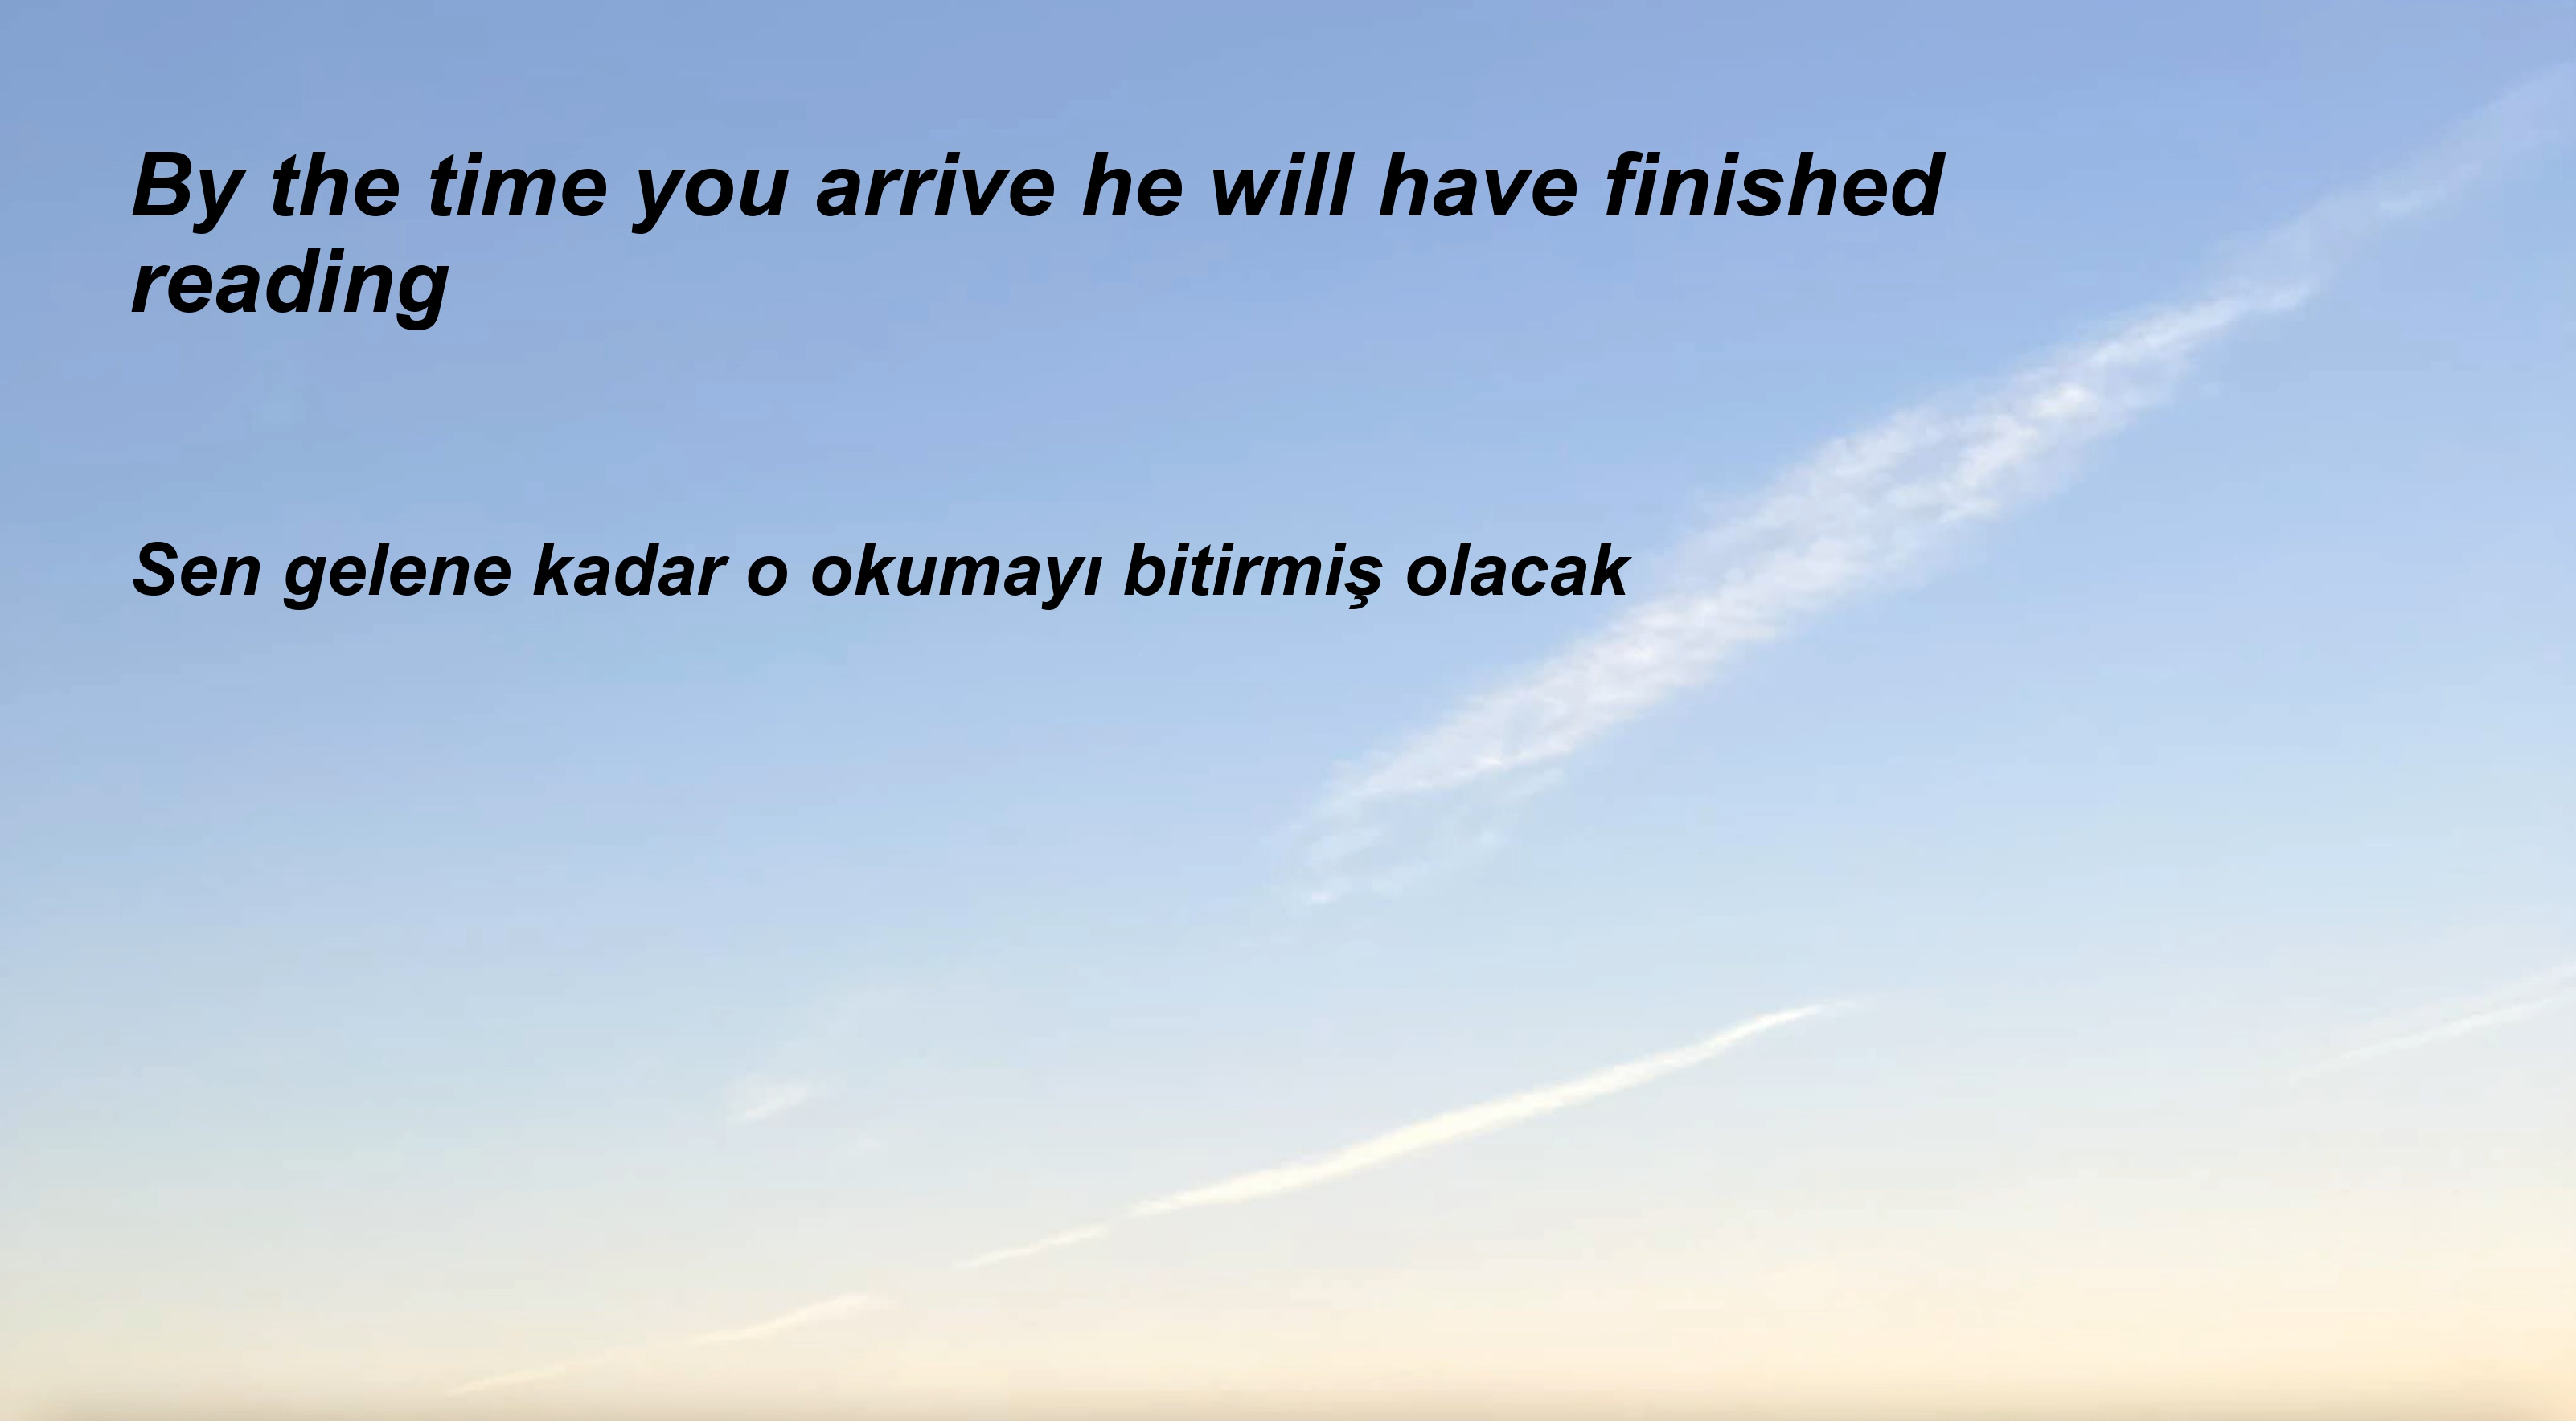 By the time you arrive he will have finished
reading
Sen gelene kadar o okumayı bitirmiş olacak